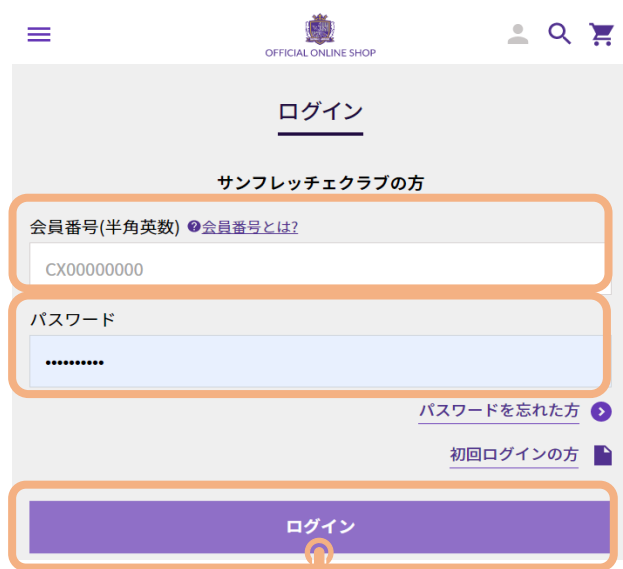 OFFICIAL ONLINE SHOP
ログイン
サンフレッチェクラブの方
会員番号(半角英数) ?会員番号とは?
CX00000000
パスワード
••••••••••
パスワードを忘れた方
初回ログインの方
ログイン